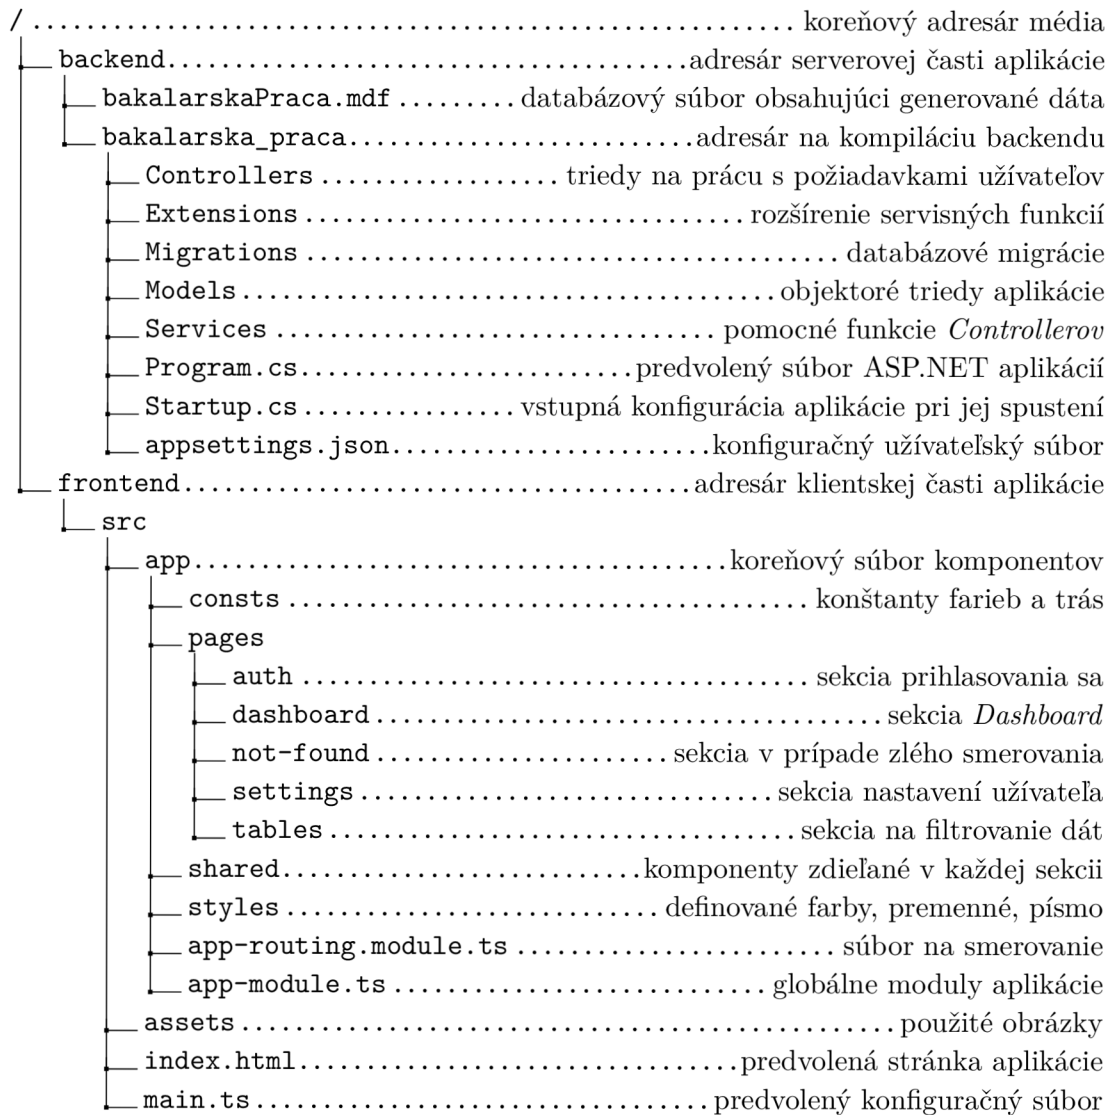 / ........................................................ koreňový adresár média
backend.......................................adresár serverovej časti aplikácie
bakalarskaPraca.mdf ......... databázový súbor obsahujúci generované dáta
bakalarska_praca..........................adresár na kompiláciu backendu
Controllers .................. triedy na prácu s požiadavkami užívateľov
Extensions ................................. rozšírenie servisných funkcií
Migrations ........................................ databázové migrácie
Models........................................ objektoré triedy aplikácie
Services ................................. pomocné funkcie Controllerov
Program.cs.........................predvolený súbor ASP.NET aplikácií
Startup.cs................ vstupná konfigurácia aplikácie pri jej spustení
appsettings.json........................konfiguračný užívateľský súbor
frontend......................................adresár klientskej časti aplikácie
src
app........................................koreňový súbor komponentov
consts ....................................... konštanty farieb a trás
pages
auth ...................................... sekcia prihlasovania sa
dashboard...................................... sekcia Dashboard
not-found....................... sekcia v prípade zlého smerovania
settings............................... sekcia nastavení užívateľa
tables................................... sekcia na filtrovanie dát
shared...........................komponenty zdieľané v každej sekcii
styles ............................ definované farby, premenné, písmo
app-routing.module.ts ........................ súbor na smerovanie
app-module.ts ............................ globálne moduly aplikácie
assets................................................. použité obrázky
index.html.................................predvolená stránka aplikácie
main.ts..................................predvolený konfiguračný súbor